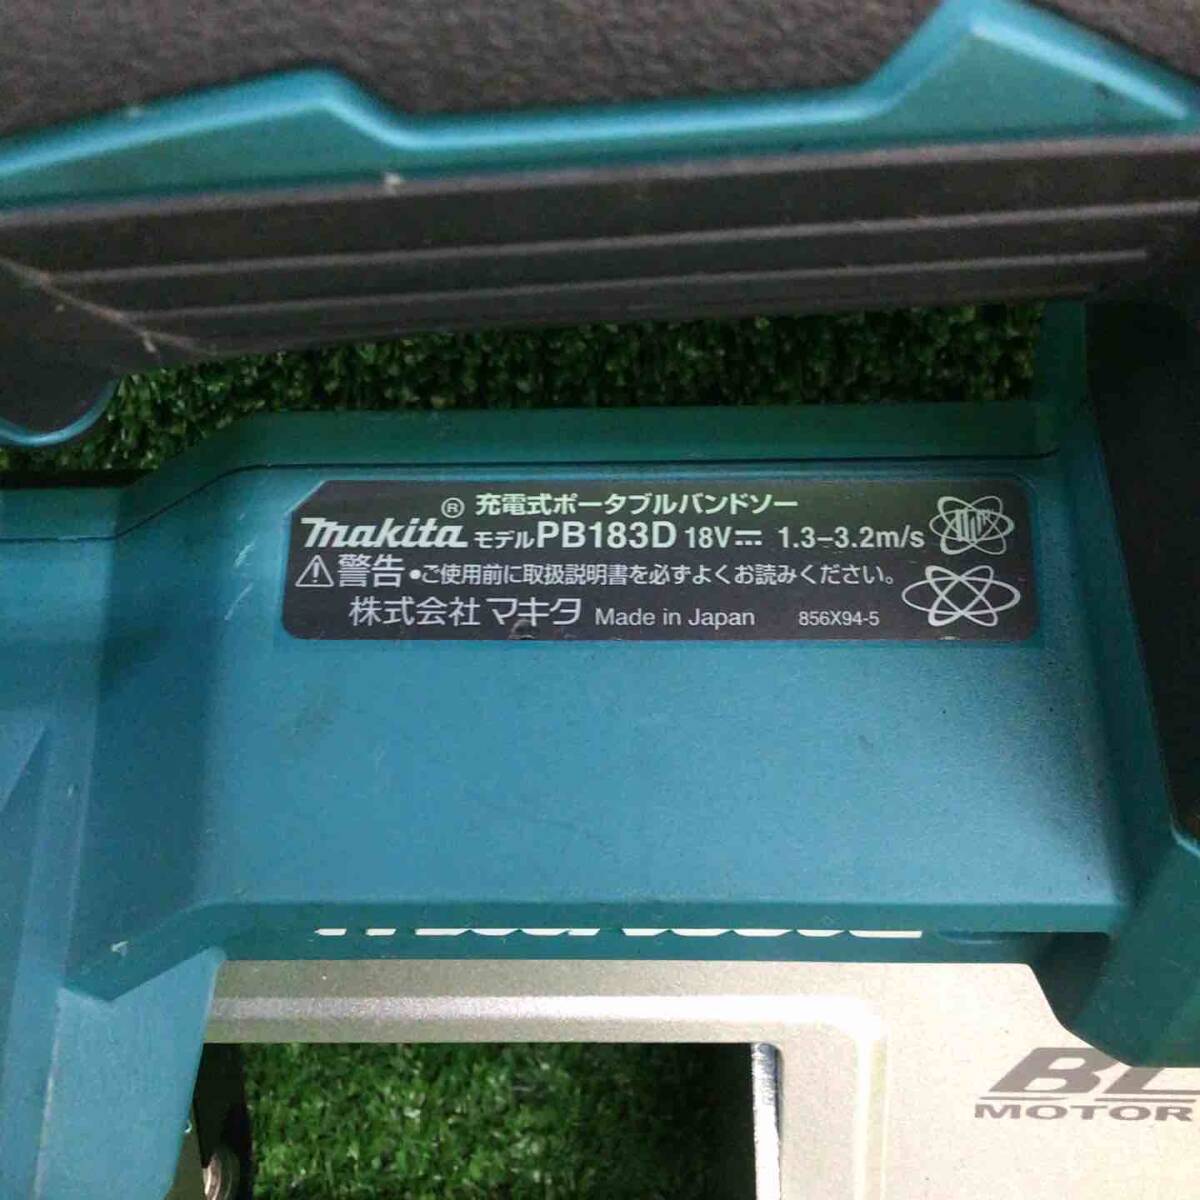 充電式ポータブルバンドソー
makita® モデルPB183D 18V⎓ 1.3-3.2m/s
⚠警告 •ご使用前に取扱説明書を必ずよくお読みください。
株式会社 マキタ Made in Japan 856X94-5
BL
MOTOR